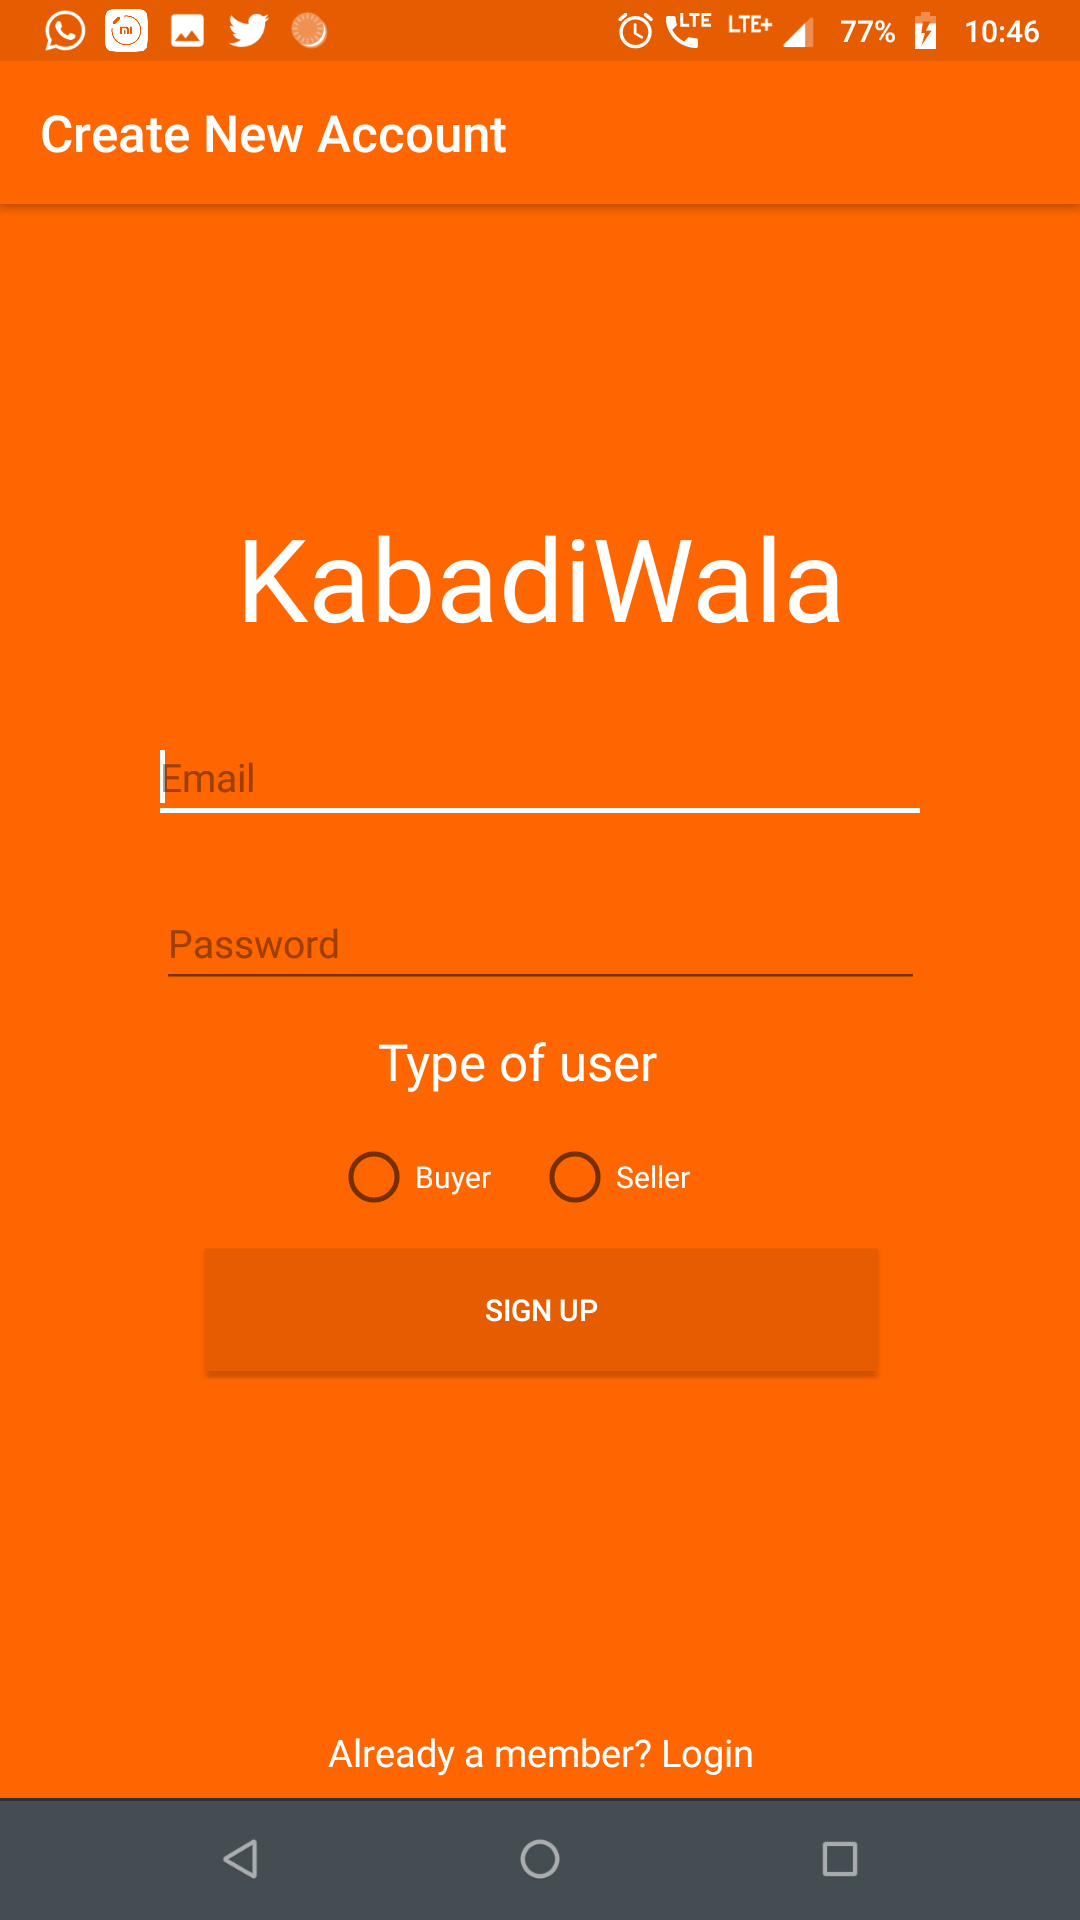 LTE LTE+ 77% 10:46
Create New Account
KabadiWala
Email
Password
Type of user
Buyer Seller
SIGN UP
Already a member? Login